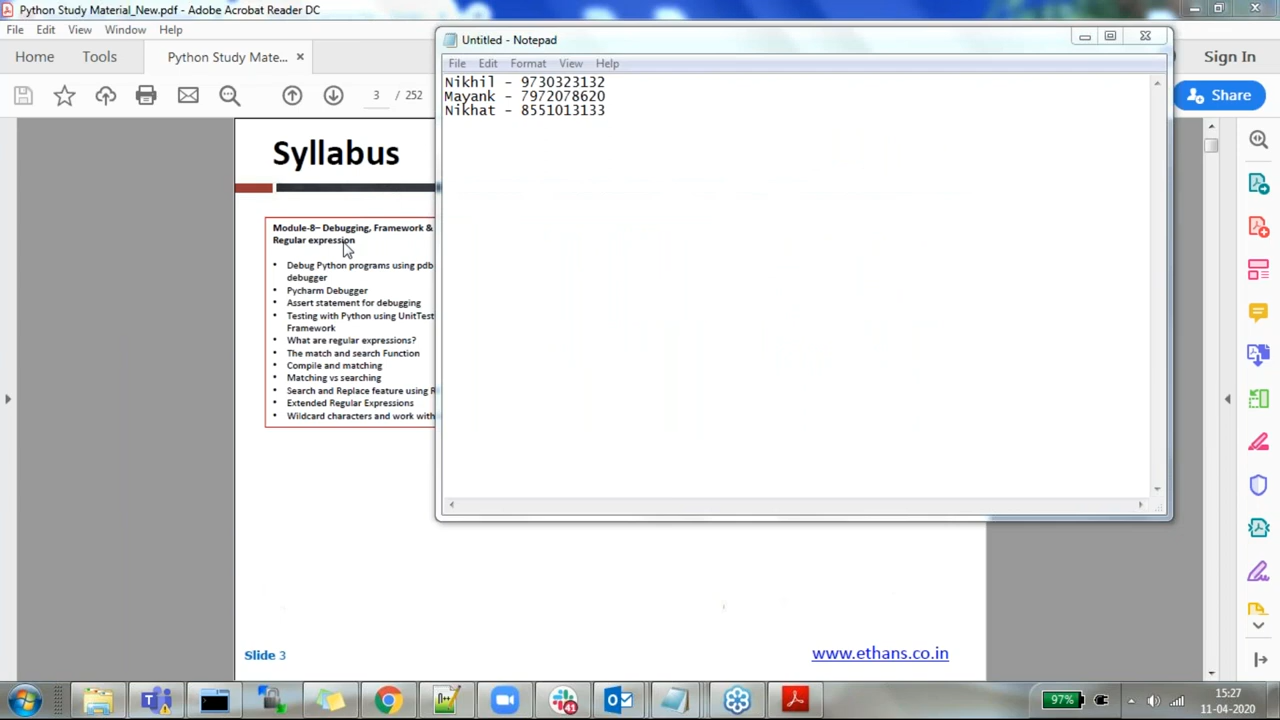 Python Study Material_New.pdf - Adobe Acrobat Reader DC
File Edit View Window Help
Home Tools Python Study Mate... × Sign In
3 / 252 Share
Untitled - Notepad
File Edit Format View Help
Nikhil - 9730323132
Mayank - 7972078620
Nikhat - 8551013133
Syllabus
Module-8– Debugging, Framework &
Regular expression
• Debug Python programs using pdb
debugger
• Pycharm Debugger
• Assert statement for debugging
• Testing with Python using UnitTest
Framework
• What are regular expressions?
• The match and search Function
• Compile and matching
• Matching vs searching
• Search and Replace feature using R
• Extended Regular Expressions
• Wildcard characters and work with
Slide 3
www.ethans.co.in
97%
15:27
11-04-2020